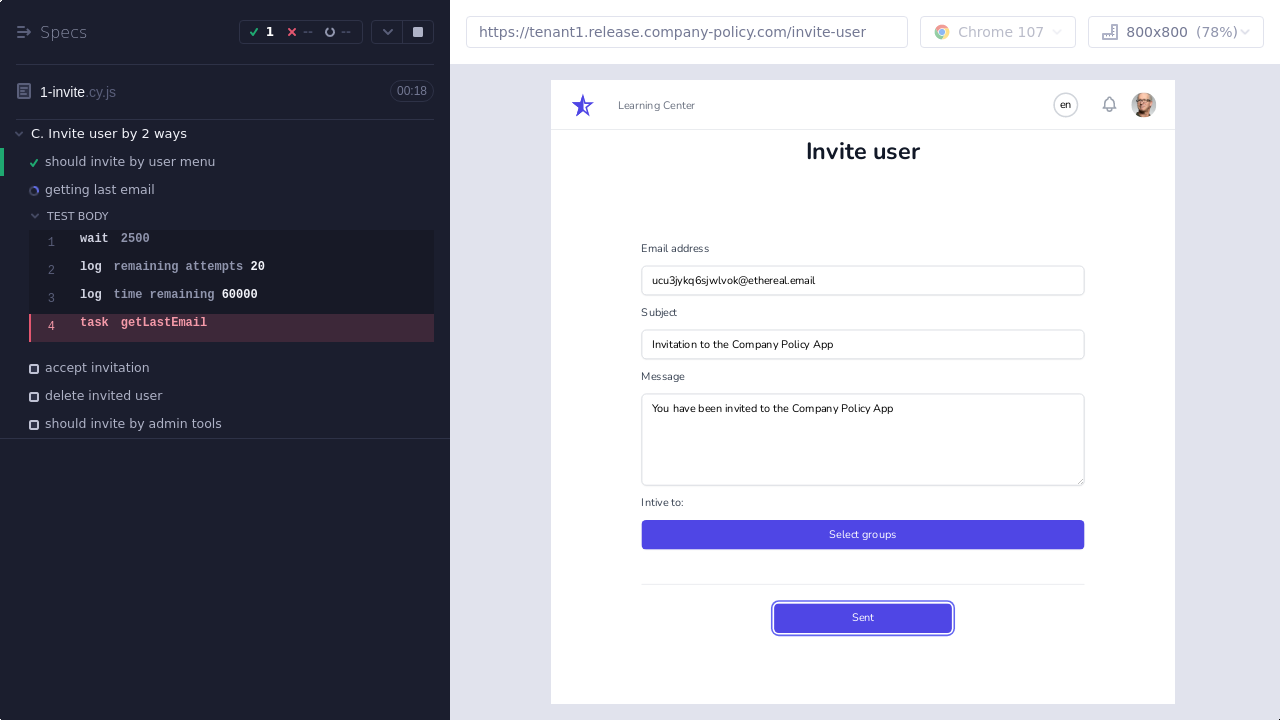 Specs
1
--
--
1-invite.cy.js
00:18
C. Invite user by 2 ways
should invite by user menu
getting last email
TEST BODY
1 wait 2500
2 log remaining attempts 20
3 log time remaining 60000
4 task getLastEmail
accept invitation
delete invited user
should invite by admin tools
https://tenant1.release.company-policy.com/invite-user
Chrome 107
800x800 (78%)
Learning Center
en
Invite user
Email address
ucu3jykq6sjwlvok@ethereal.email
Subject
Invitation to the Company Policy App
Message
You have been invited to the Company Policy App
Intive to:
Select groups
Sent